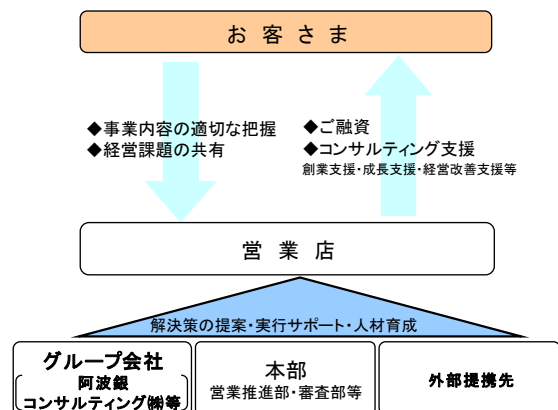 お客さま
◆事業内容の適切な把握
◆経営課題の共有
◆ご融資
◆コンサルティング支援
創業支援・成長支援・経営改善支援等
営業店
解決策の提案・実行サポート・人材育成
グループ会社
阿波銀
コンサルティング㈱等
本部
営業推進部・審査部等
外部提携先